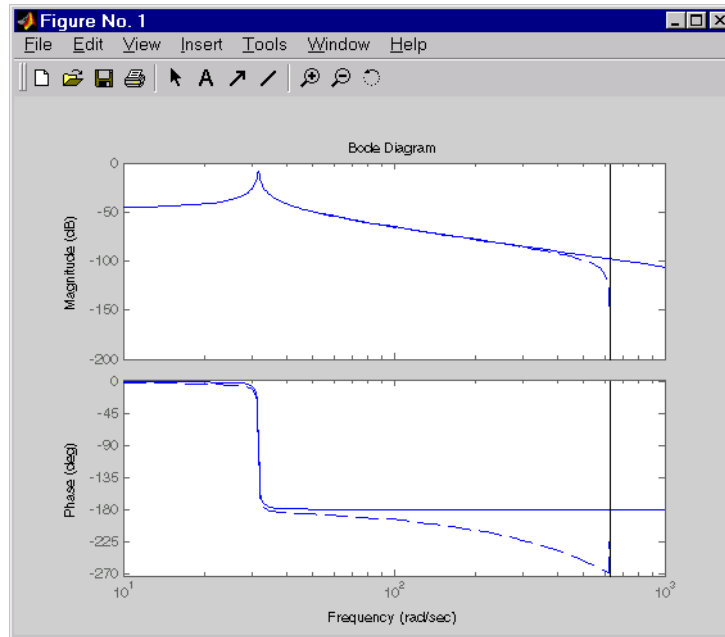 Figure No. 1
File Edit View Insert Tools Window Help
A
Bode Diagram
Magnitude (dB)
0
-50
-100
-150
-200
Phase (deg)
0
-45
-90
-135
-180
-225
-270
10^1 10^2 10^3
Frequency (rad/sec)